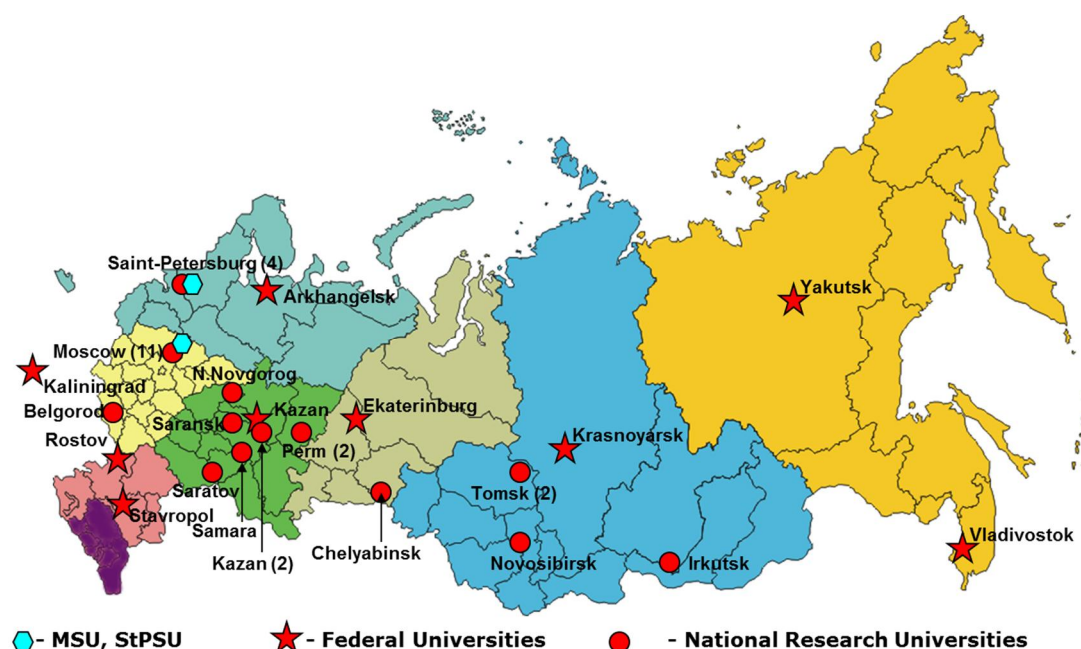 Saint-Petersburg (4)
Arkhangelsk
Yakutsk
Moscow (11)
N.Novgorog
Kaliningrad
Belgorod
Saransk
Kazan
Ekaterinburg
Rostov
Perm (2)
Krasnoyarsk
Saratov
Tomsk (2)
Stavropol
Samara
Kazan (2)
Chelyabinsk
Novosibirsk
Irkutsk
Vladivostok
- MSU, StPSU
- Federal Universities
- National Research Universities